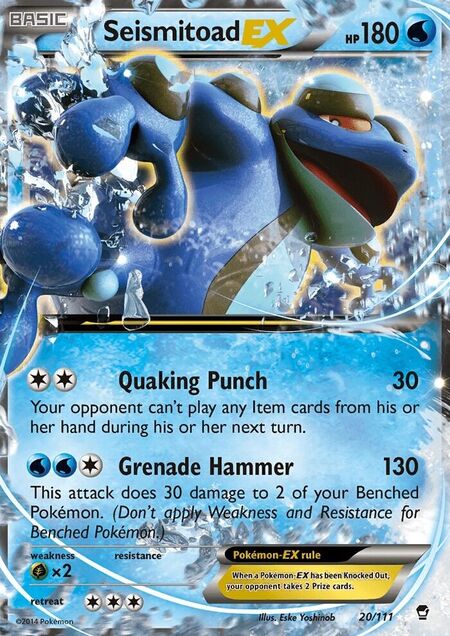 BASIC
Seismitoad EX HP 180
Quaking Punch 30
Your opponent can't play any Item cards from his or
her hand during his or her next turn.
Grenade Hammer 130
This attack does 30 damage to 2 of your Benched
Pokémon. (Don't apply Weakness and Resistance for
Benched Pokémon.)
weakness resistance
×2
Pokémon-EX rule
When a Pokémon-EX has been Knocked Out,
your opponent takes 2 Prize cards.
retreat
©2014 Pokémon Illus. Eske Yoshinob 20/111